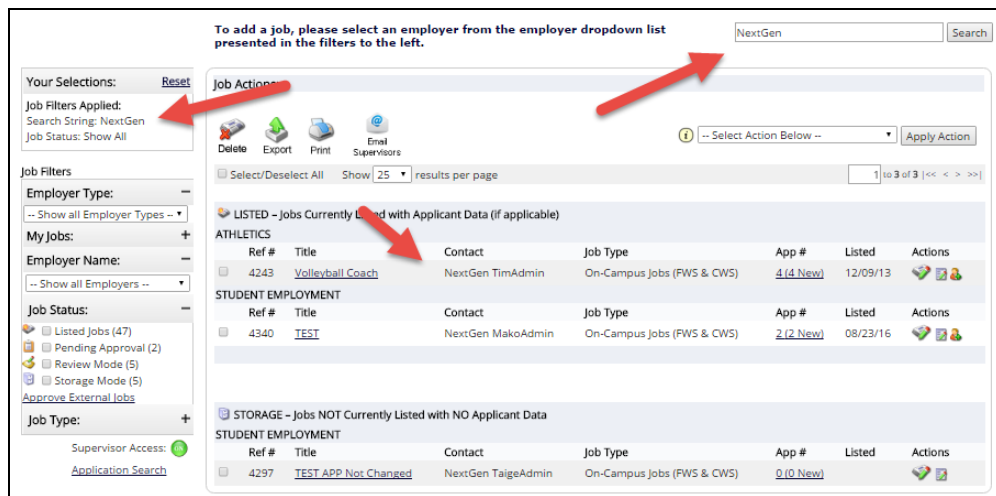 To add a job, please select an employer from the employer dropdown list
presented in the filters to the left.
NextGen Search
Your Selections: Reset
Job Filters Applied:
Search String: NextGen
Job Status: Show All
Job Filters
Employer Type: −
-- Show all Employer Types --
My Jobs: +
Employer Name: −
-- Show all Employers --
Job Status: −
Listed Jobs (47)
Pending Approval (2)
Review Mode (5)
Storage Mode (5)
Approve External Jobs
Job Type: +
Supervisor Access:
Application Search
Job Actions
Delete Export Print Email Supervisors
i -- Select Action Below -- Apply Action
Select/Deselect All Show 25 results per page 1 to 3 of 3 |<< < > >>|
LISTED – Jobs Currently Listed with Applicant Data (if applicable)
ATHLETICS
Ref # Title Contact Job Type App # Listed Actions
4243 Volleyball Coach NextGen TimAdmin On-Campus Jobs (FWS & CWS) 4 (4 New) 12/09/13
STUDENT EMPLOYMENT
Ref # Title Contact Job Type App # Listed Actions
4340 TEST NextGen MakoAdmin On-Campus Jobs (FWS & CWS) 2 (2 New) 08/23/16
STORAGE – Jobs NOT Currently Listed with NO Applicant Data
STUDENT EMPLOYMENT
Ref # Title Contact Job Type App # Listed Actions
4297 TEST APP Not Changed NextGen TaigeAdmin On-Campus Jobs (FWS & CWS) 0 (0 New)